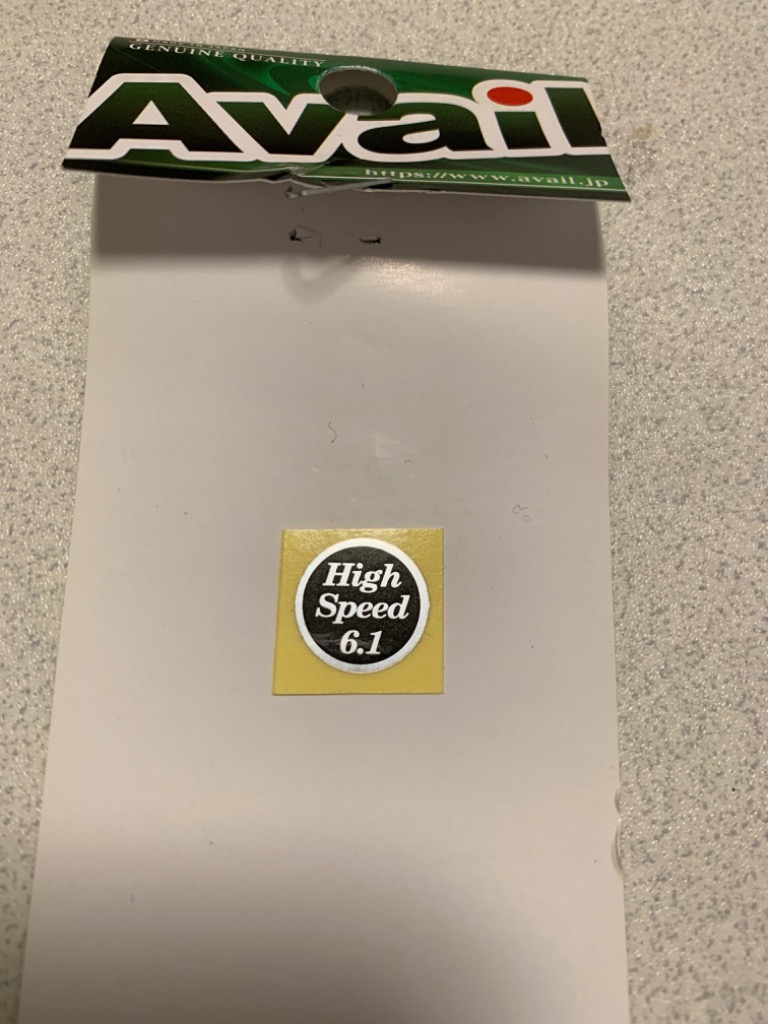 GENUINE QUALITY
Avail
https://www.avail.jp
High
Speed
6.1